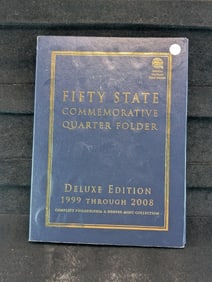 FIFTY STATE
COMMEMORATIVE
QUARTER FOLDER
DELUXE EDITION
1999 THROUGH 2008
COMPLETE PHILADELPHIA & DENVER MINT COLLECTION